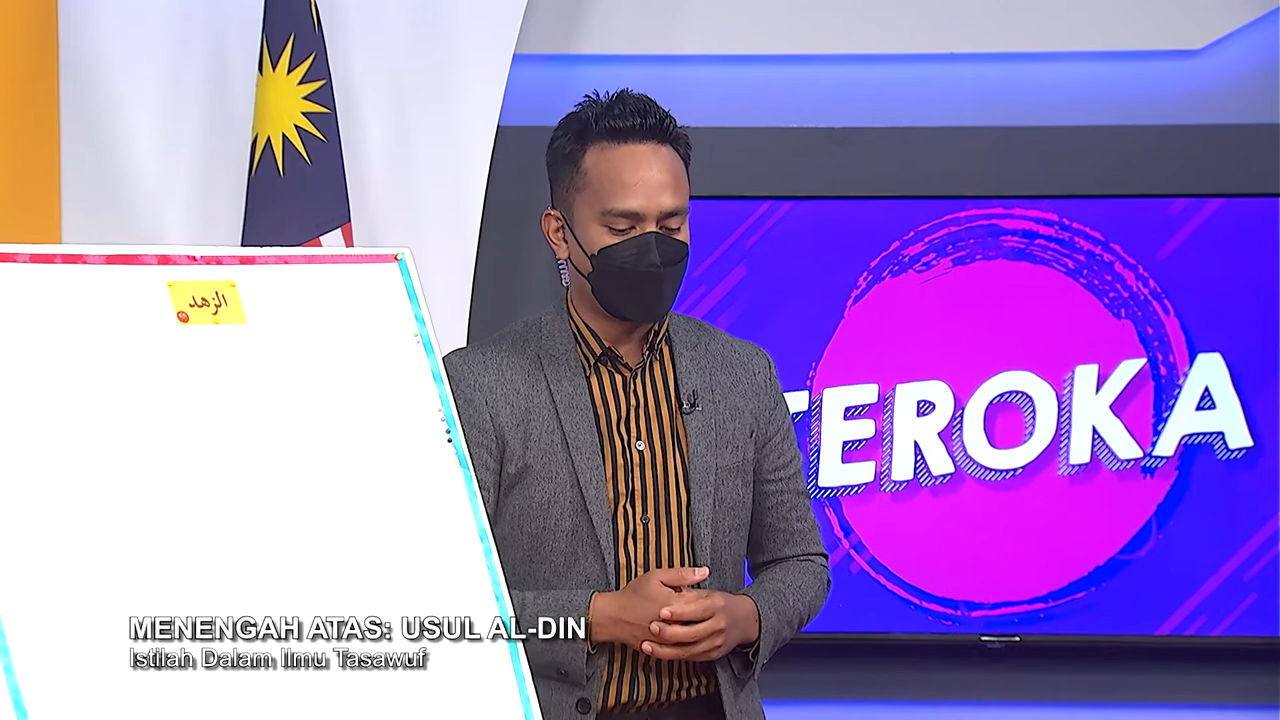 الزهد
TEROKA
MENENGAH ATAS: USUL AL-DIN
Istilah Dalam Ilmu Tasawuf